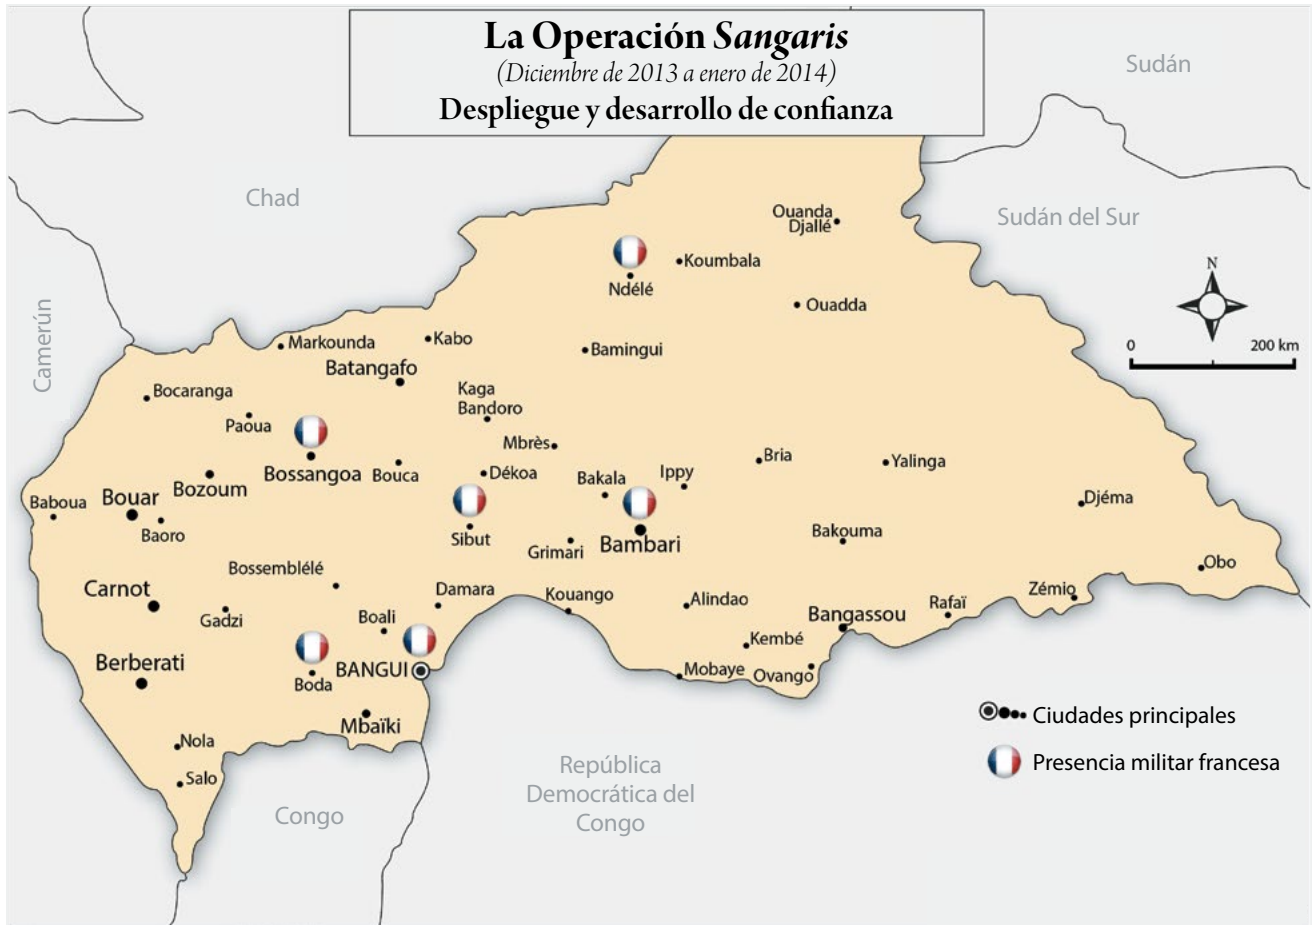 La Operación Sangaris
(Diciembre de 2013 a enero de 2014)
Despliegue y desarrollo de confianza
Sudán
Chad
Sudán del Sur
Camerún
Ouanda
Djallé
Koumbala
Ndélé
Ouadda
N
0 200 km
Markounda
Kabo
Bamingui
Batangafo
Bocaranga
Kaga
Bandoro
Paoua
Mbrès
Bossangoa
Bouca
Dékoa
Bria
Yalinga
Bozoum
Bakala
Ippy
Baboua
Bouar
Djéma
Baoro
Sibut
Grimari
Bambari
Bakouma
Bossemblélé
Obo
Carnot
Damara
Kouango
Alindao
Zémio
Gadzi
Boali
Bangassou
Rafaï
Kembé
Berberati
BANGUI
Boda
Mobaye
Ovango
Mbaïki
Nola
Salo
Ciudades principales
Presencia militar francesa
República
Democrática del
Congo
Congo